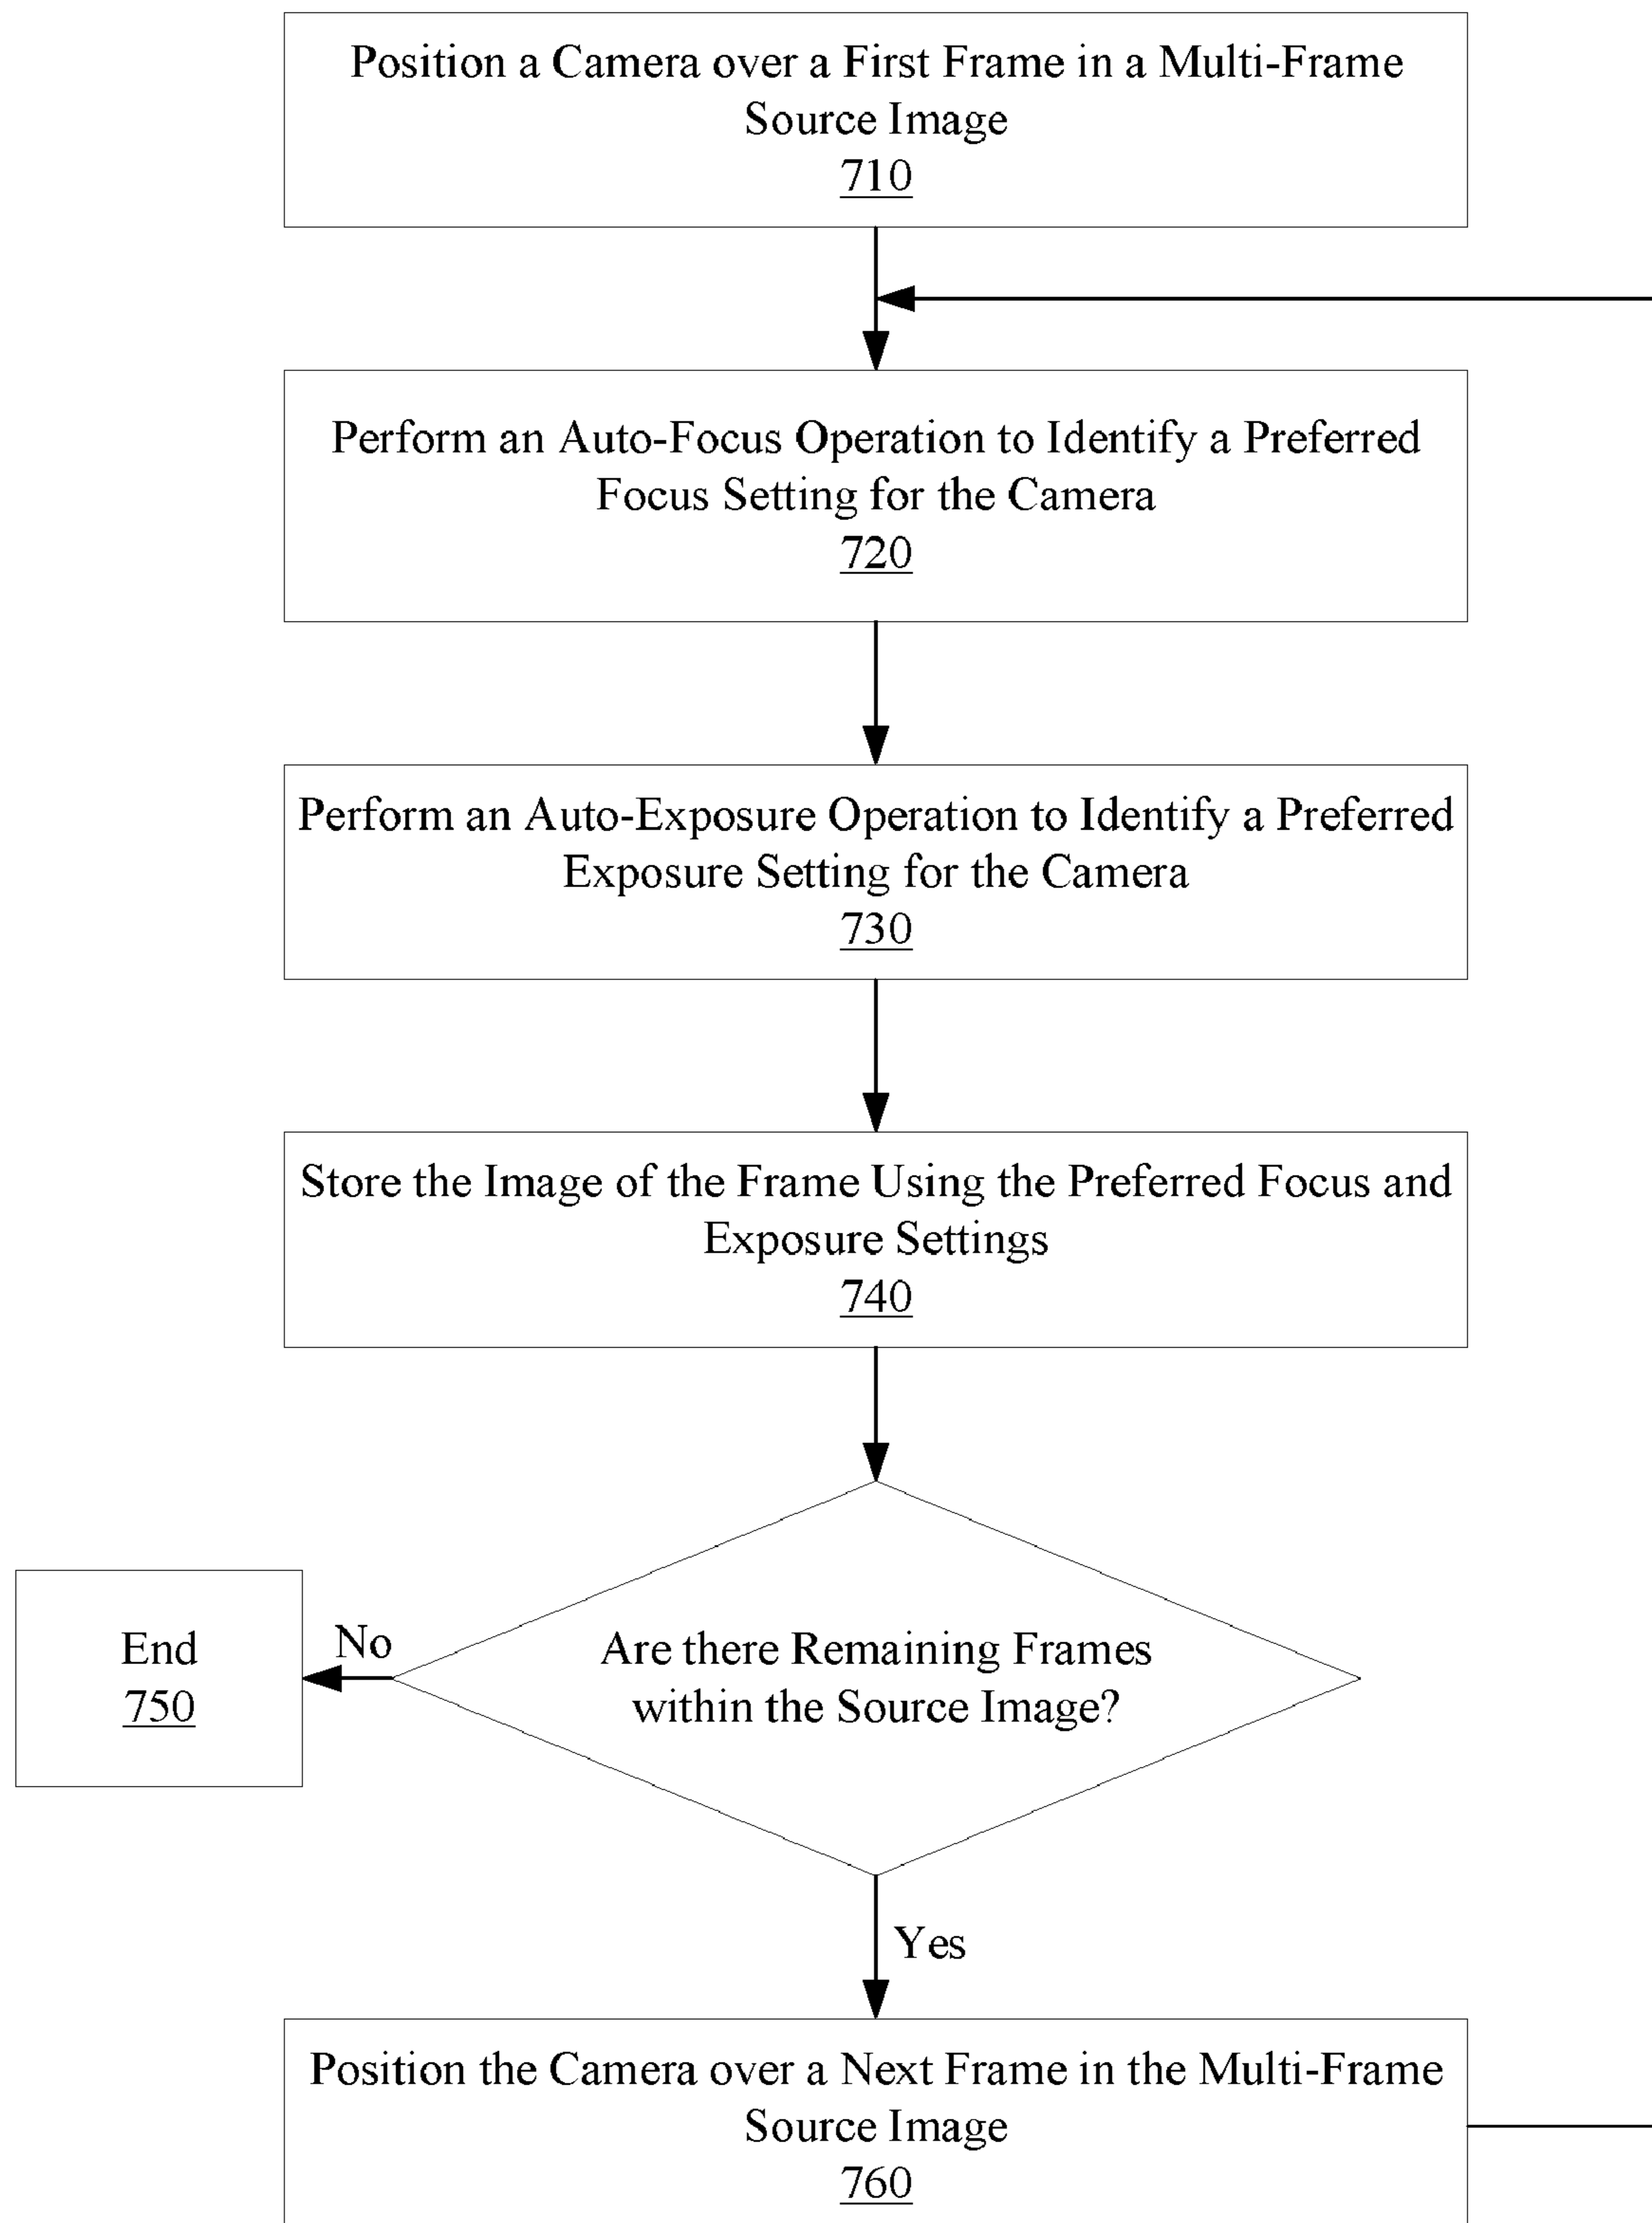 Position a Camera over a First Frame in a Multi-Frame
Source Image
710
Perform an Auto-Focus Operation to Identify a Preferred
Focus Setting for the Camera
720
Perform an Auto-Exposure Operation to Identify a Preferred
Exposure Setting for the Camera
730
Store the Image of the Frame Using the Preferred Focus and
Exposure Settings
740
Are there Remaining Frames
within the Source Image?
No
End
750
Yes
Position the Camera over a Next Frame in the Multi-Frame
Source Image
760